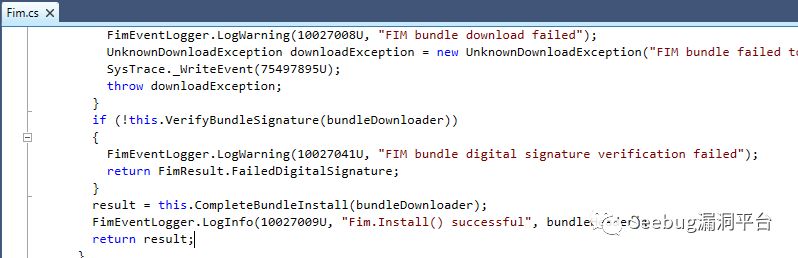 Fim.cs
FimEventLogger.LogWarning(10027008U, "FIM bundle download failed");
UnknownDownloadException downloadException = new UnknownDownloadException("FIM bundle failed to
SysTrace._WriteEvent(75497895U);
throw downloadException;
}
if (!this.VerifyBundleSignature(bundleDownloader))
{
FimEventLogger.LogWarning(10027041U, "FIM bundle digital signature verification failed");
return FimResult.FailedDigitalSignature;
}
result = this.CompleteBundleInstall(bundleDownloader);
FimEventLogger.LogInfo(10027009U, "Fim.Install() successful",
Seebug漏洞平台
return result;
}